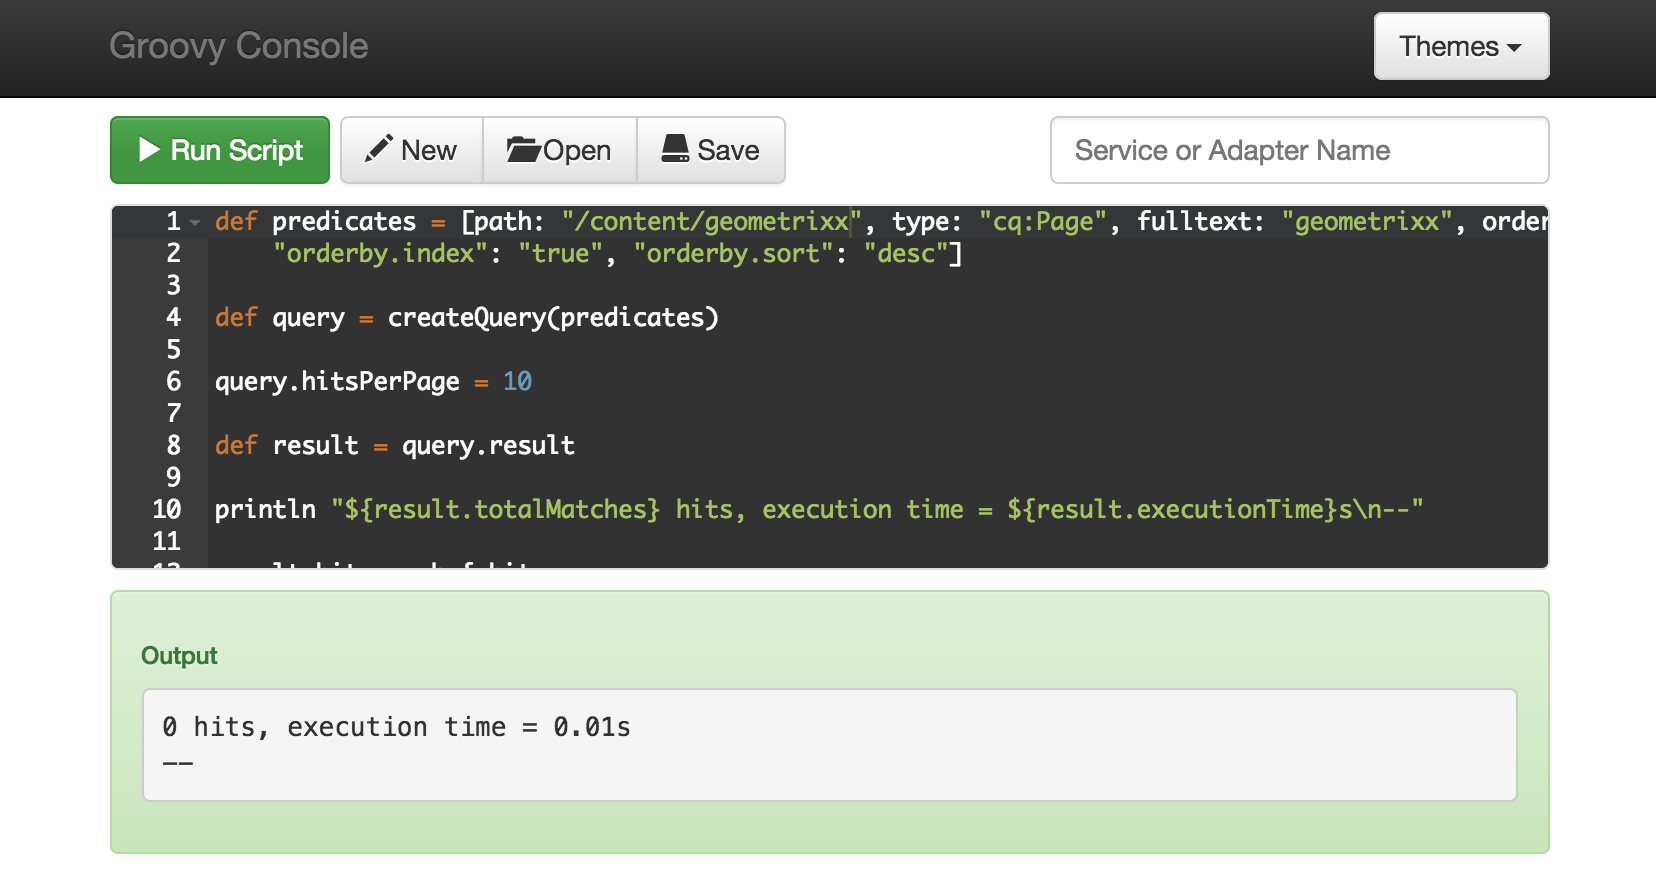 Groovy Console
Themes
Run Script New Open Save Service or Adapter Name
1 def predicates = [path: "/content/geometrixx", type: "cq:Page", fulltext: "geometrixx", order
2 "orderby.index": "true", "orderby.sort": "desc"]
3
4 def query = createQuery(predicates)
5
6 query.hitsPerPage = 10
7
8 def result = query.result
9
10 println "${result.totalMatches} hits, execution time = ${result.executionTime}s\n--"
11
Output
0 hits, execution time = 0.01s
--